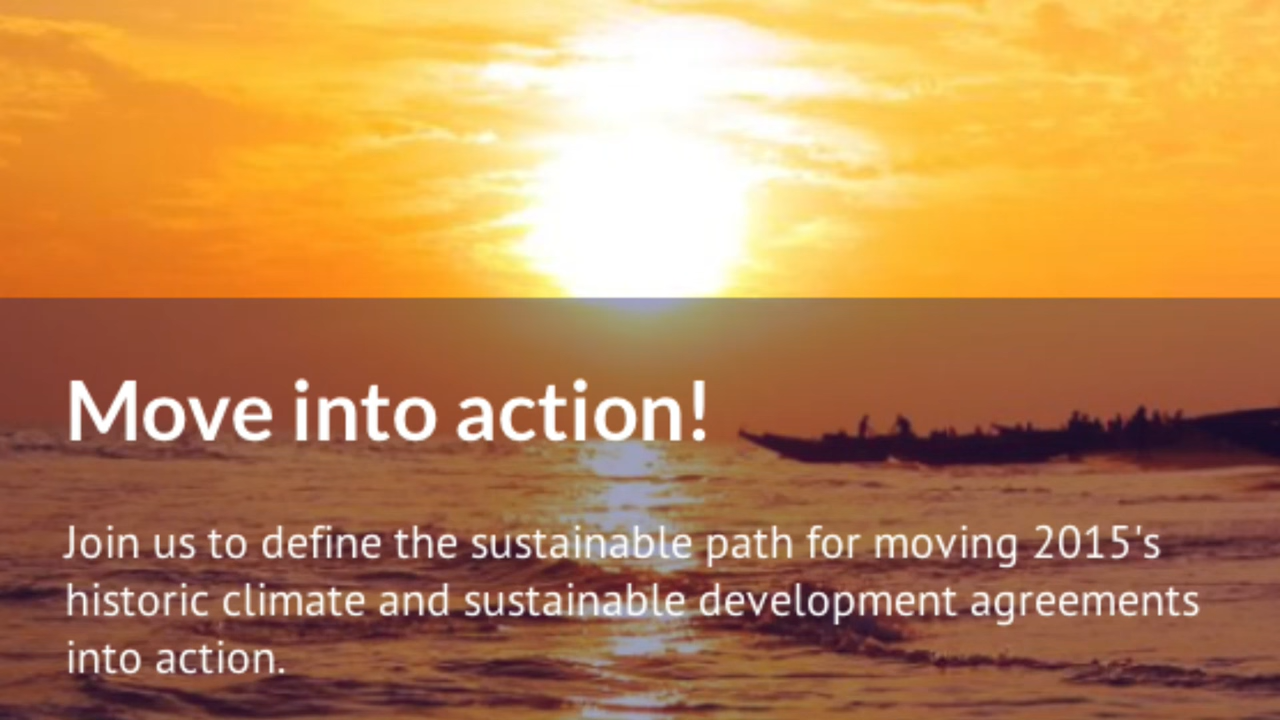 Move into action!
Join us to define the sustainable path for moving 2015's
historic climate and sustainable development agreements
into action.